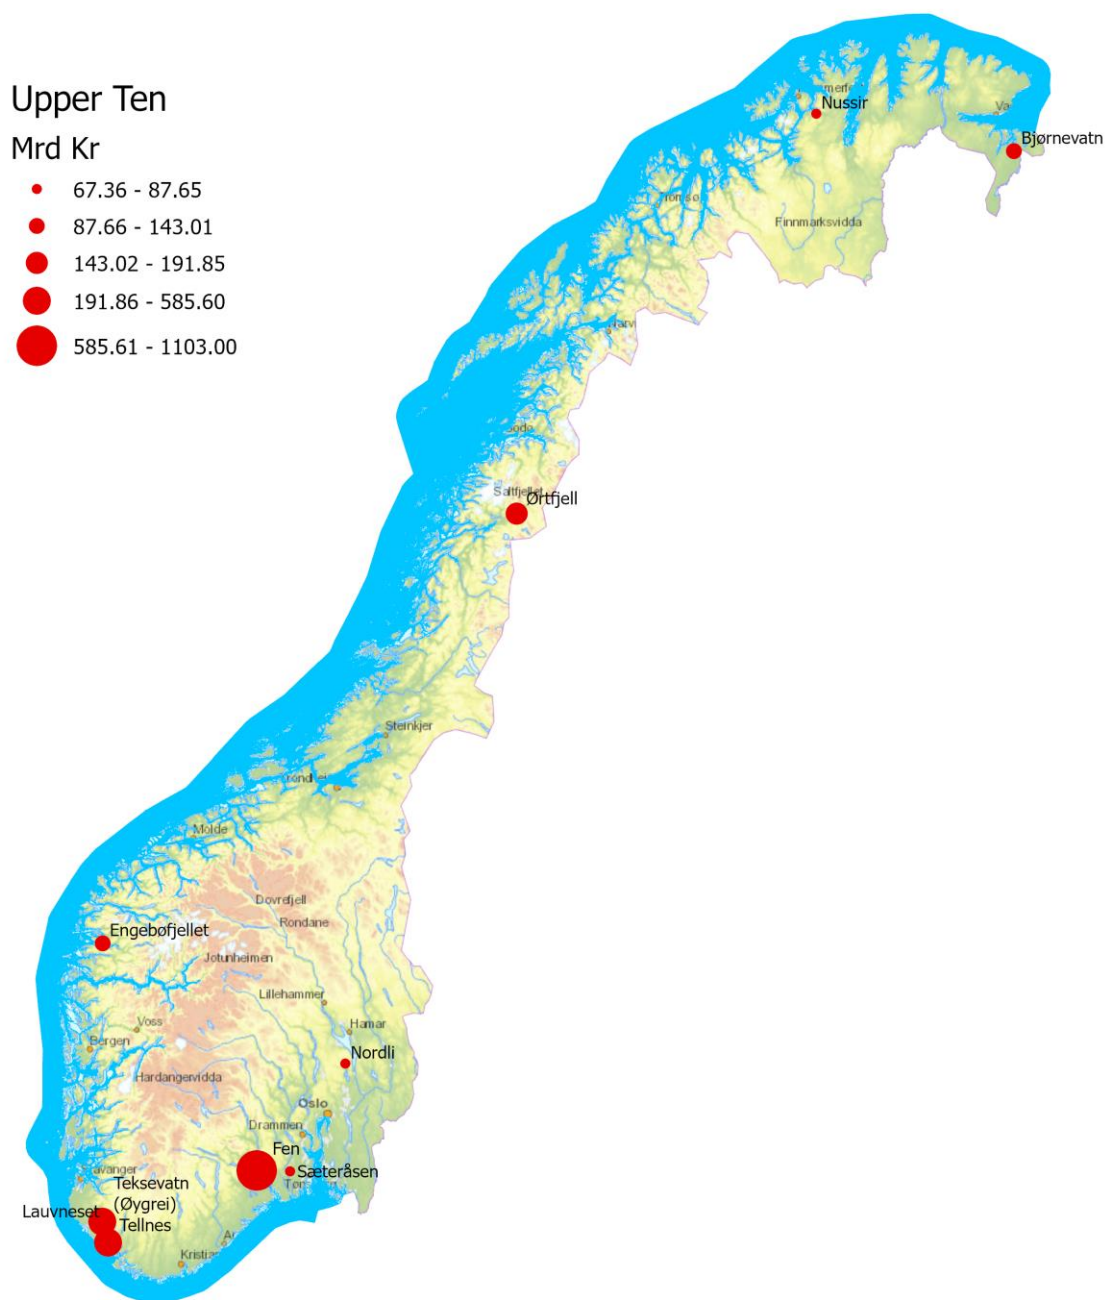 Upper Ten
Mrd Kr
67.36 - 87.65
87.66 - 143.01
143.02 - 191.85
191.86 - 585.60
585.61 - 1103.00
Nussir
Bjørnevatn
Finnmarksvidda
Saltfjellet
Ørtfjell
Steinkjer
Molde
Dovrefjell
Rondane
Engebøfjellet
Jotunheimen
Lillehammer
Voss
Hamar
Bergen
Nordli
Hardangervidda
Oslo
Drammen
Fen
Sæteråsen
Teksevatn
(Øygrei)
Lauvneset
Tellnes